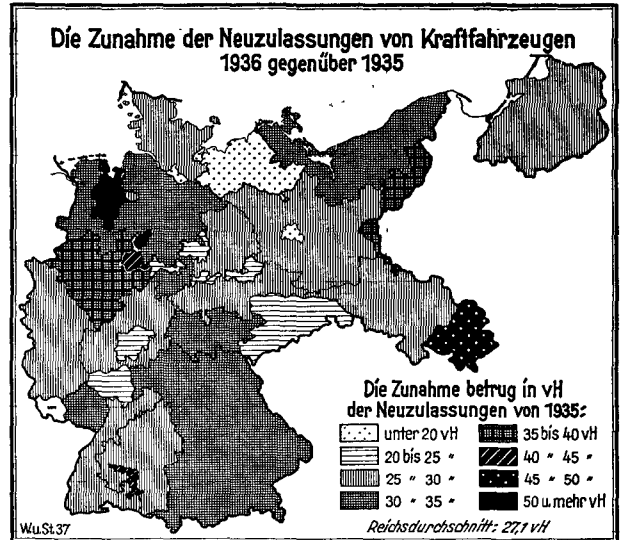 Die Zunahme der Neuzulassungen von Kraftfahrzeugen
1936 gegenüber 1935
Die Zunahme betrug in vH
der Neuzulassungen von 1935:
unter 20 vH
20 bis 25 "
25 " 30 "
30 " 35 "
35 bis 40 vH
40 " 45 "
45 " 50 "
50 u. mehr vH
W.u.St.37
Reichsdurchschnitt: 27,1 vH